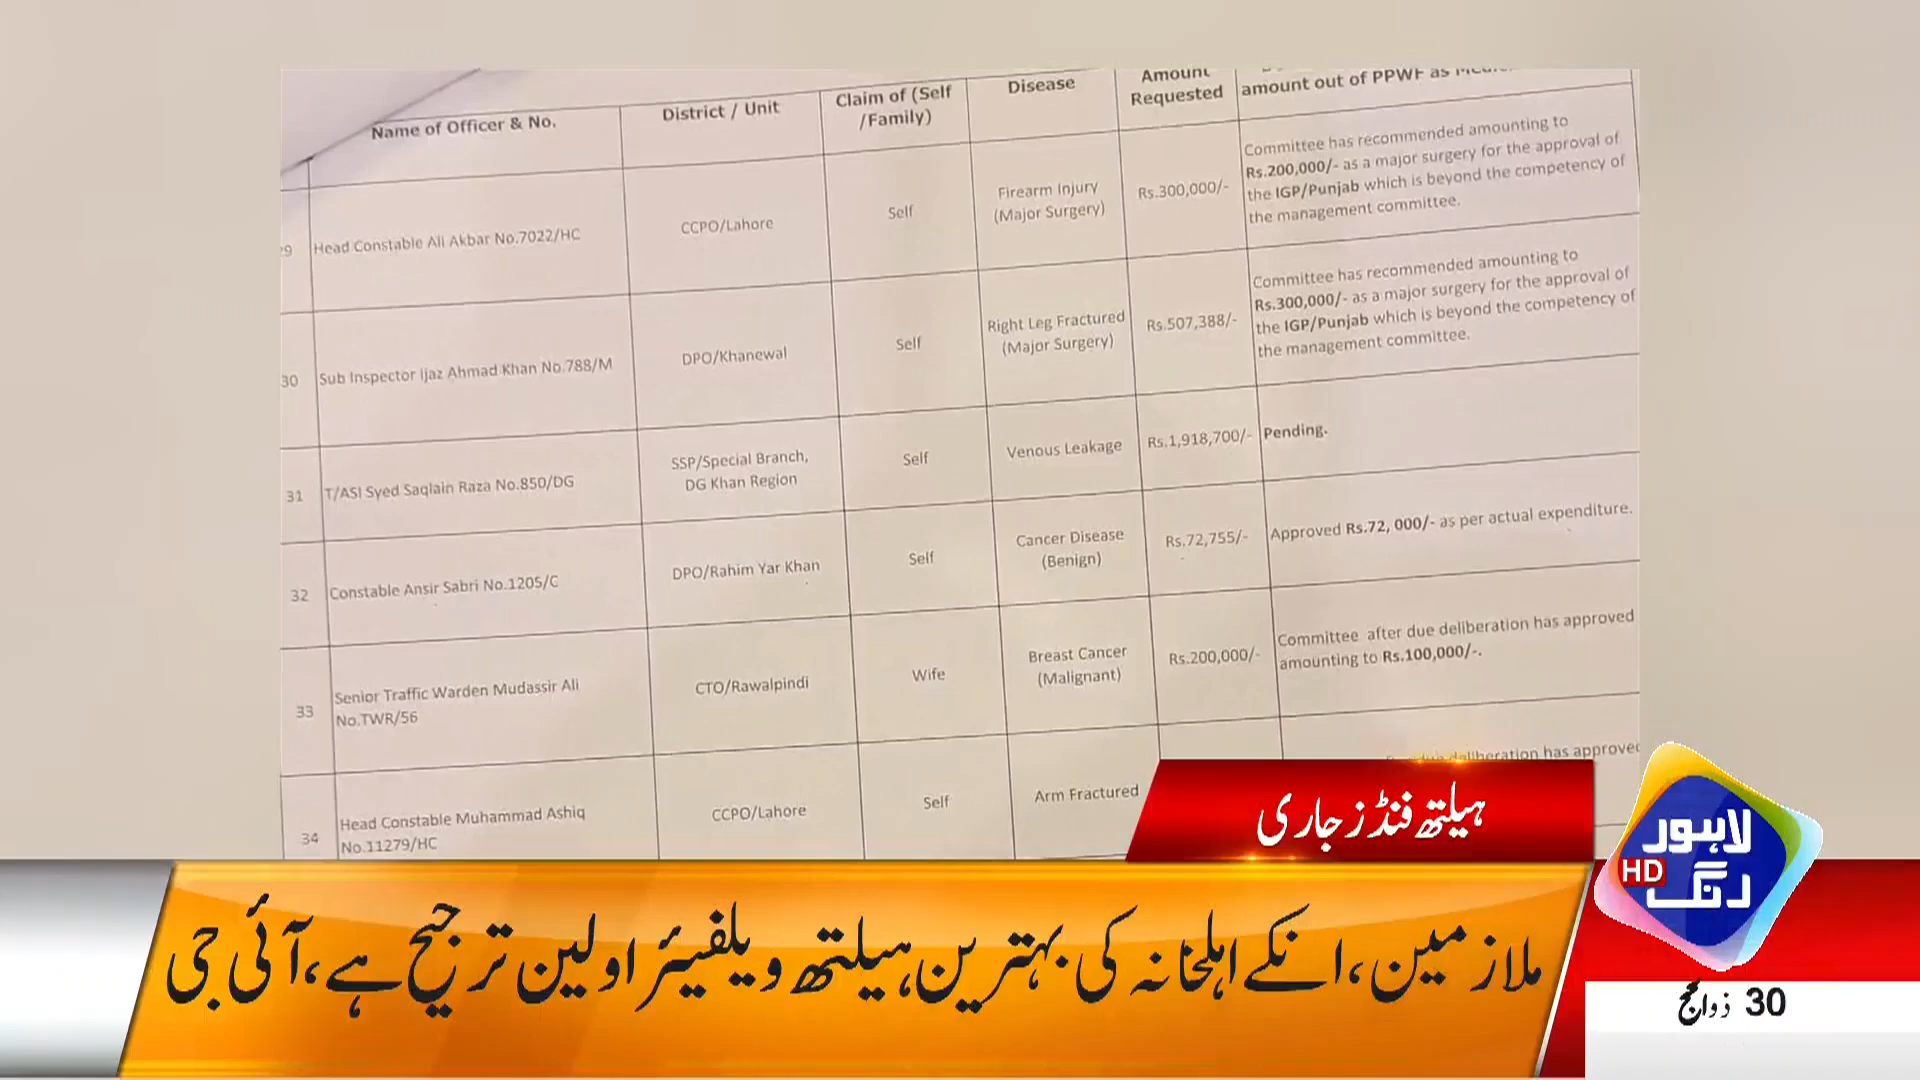 Name of Officer & No.
District / Unit
Claim of (Self
/Family)
Disease
Amount
Requested
amount out of PPWF as
29
Head Constable Ali Akbar No.7022/HC
CCPO/Lahore
Self
Firearm Injury
(Major Surgery)
Rs.300,000/-
Committee has recommended amounting to
Rs.200,000/- as a major surgery for the approval of
the IGP/Punjab which is beyond the competency of
the management committee.
30
Sub Inspector Ijaz Ahmad Khan No.788/M
DPO/Khanewal
Self
Right Leg Fractured
(Major Surgery)
Rs.507,388/-
Committee has recommended amounting to
Rs.300,000/- as a major surgery for the approval of
the IGP/Punjab which is beyond the competency of
the management committee.
31
T/ASI Syed Saqlain Raza No.850/DG
SSP/Special Branch,
DG Khan Region
Self
Venous Leakage
Rs.1,918,700/-
Pending.
32
Constable Ansir Sabri No.1205/C
DPO/Rahim Yar Khan
Self
Cancer Disease
(Benign)
Rs.72,755/-
Approved Rs.72, 000/- as per actual expenditure.
33
Senior Traffic Warden Mudassir Ali
No.TWR/56
CTO/Rawalpindi
Wife
Breast Cancer
(Malignant)
Rs.200,000/-
Committee after due deliberation has approved
amounting to Rs.100,000/-.
34
Head Constable Muhammad Ashiq
No.11279/HC
CCPO/Lahore
Self
Arm Fractured
deliberation has approved
ہیلتھ فنڈز جاری
ملازمین، انکے اہلخانہ کی بہترین ہیلتھ ویلفیئر اولین ترجیح ہے، آئی جی
لاہور
رنگ
HD
30 ذوالحج